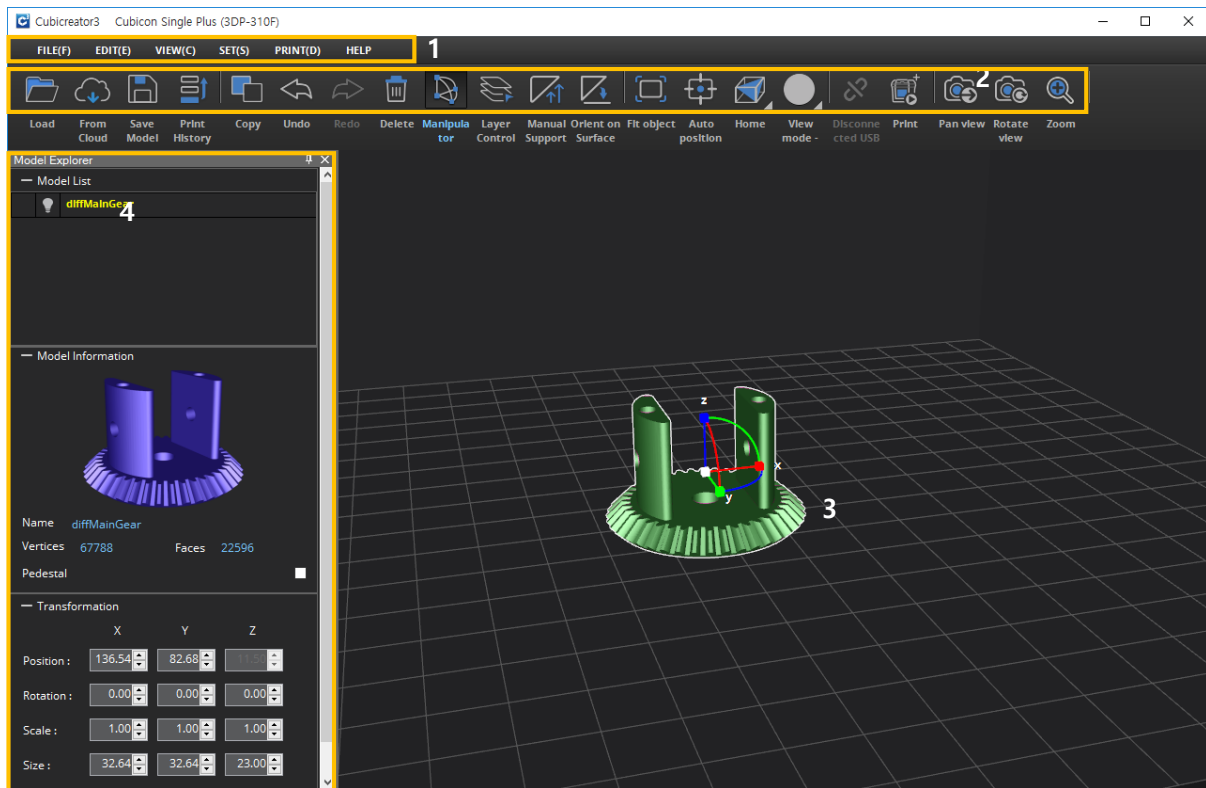 Cubicreator3 Cubicon Single Plus (3DP-310F)
FILE(F) EDIT(E) VIEW(C) SET(S) PRINT(D) HELP 1
2
Load From Cloud Save Model Print History Copy Undo Redo Delete Manipulator Layer Control Manual Support Orient on Surface Fit object Auto position Home View mode - Disconnected USB Print Pan view Rotate view Zoom
Model Explorer
Model List
diffMainGear
4
Model Information
Name diffMainGear
Vertices 67788 Faces 22596
Pedestal
Transformation
X Y Z
Position : 136.54 82.68 11.50
Rotation : 0.00 0.00 0.00
Scale : 1.00 1.00 1.00
Size : 32.64 32.64 23.00
z
x
y
3